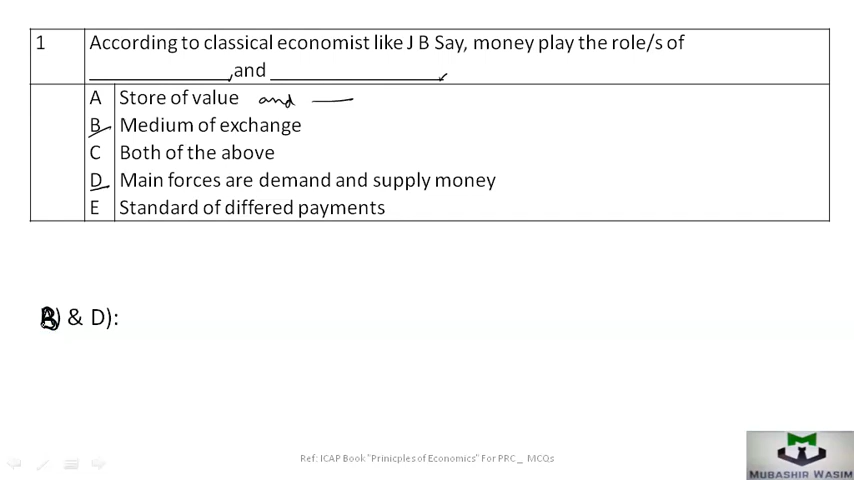 1 According to classical economist like J B Say, money play the role/s of
_____________, and ________________,
A Store of value and —
B Medium of exchange
C Both of the above
D Main forces are demand and supply money
E Standard of differed payments
B) & D):
Ref: ICAP Book "Prinicples of Economics" For PRC_ MCQs
MUBASHIR WASIM